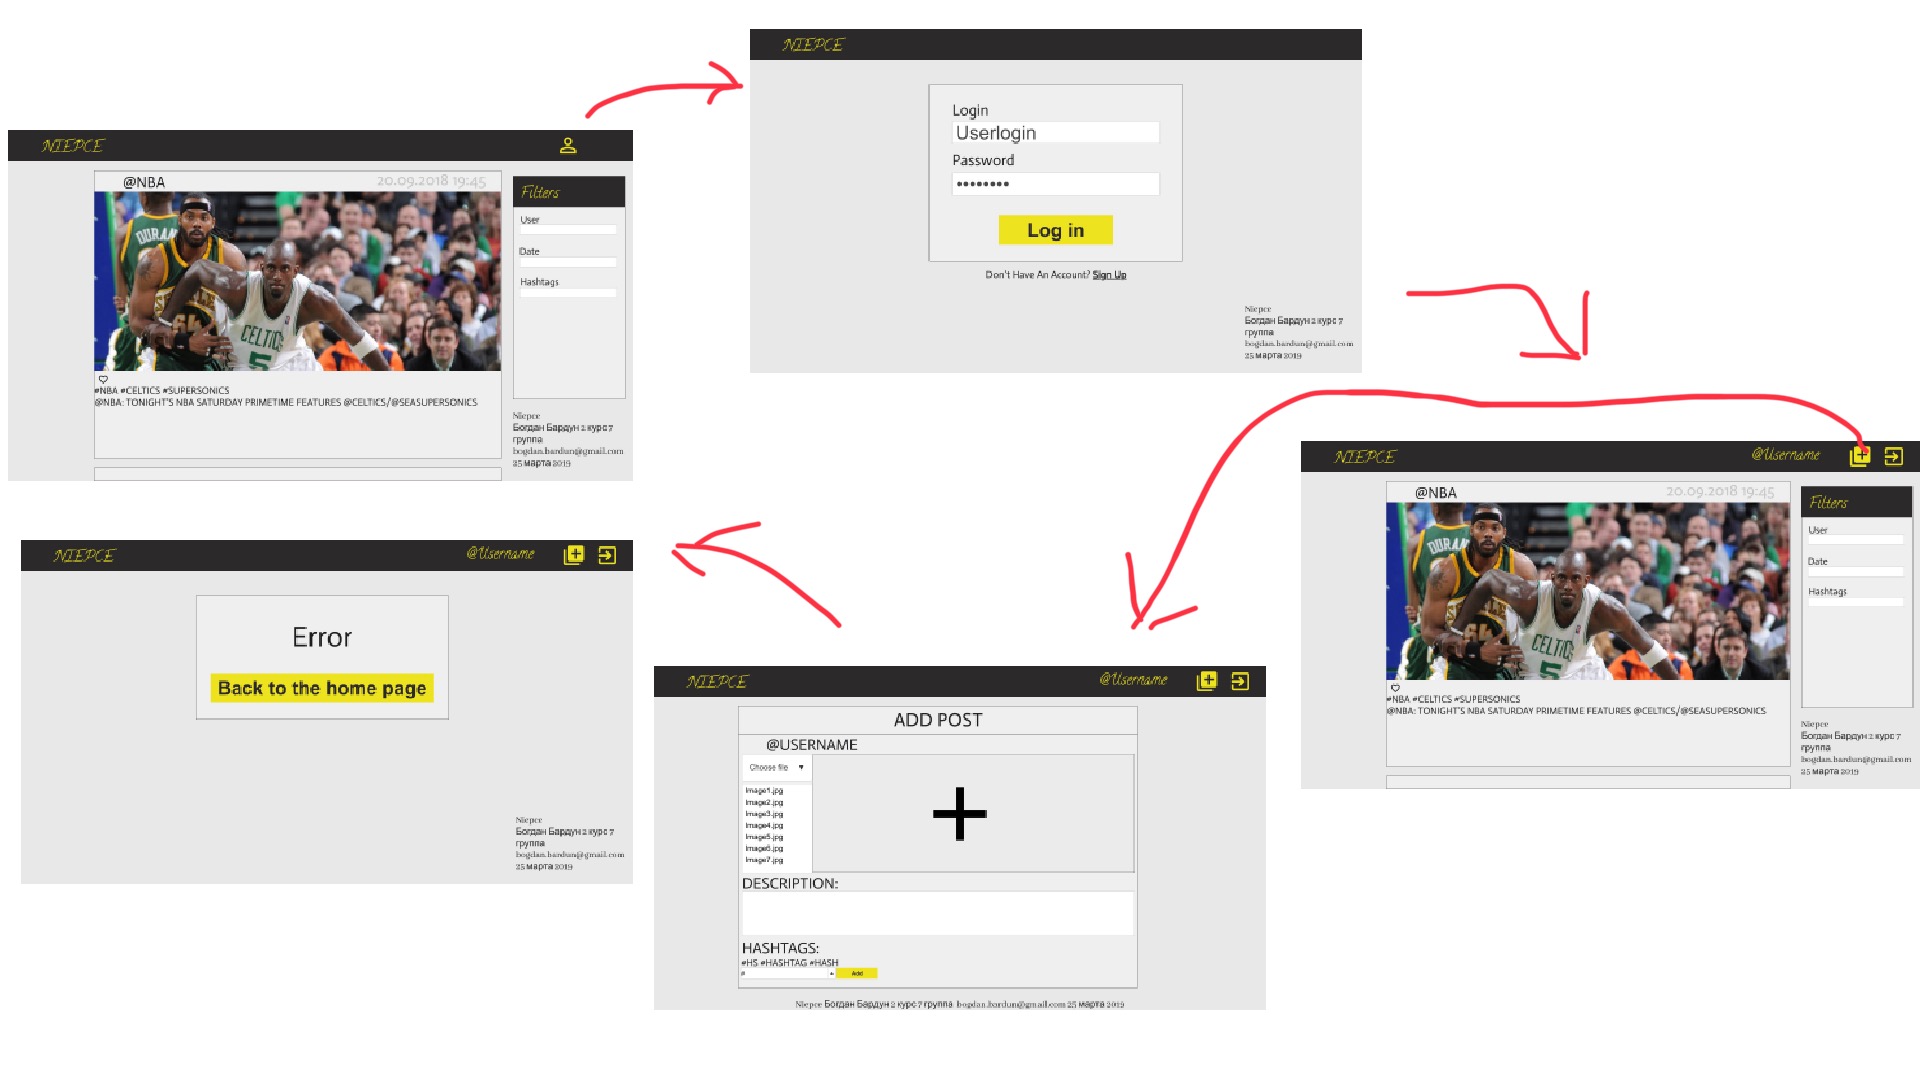 NIEPCE
@NBA
20.09.2018 19:45
DURAN
CELTICS
5
#NBA #CELTICS #SUPERSONICS
@NBA: TONIGHT'S NBA SATURDAY PRIMETIME FEATURES @CELTICS/@SEASUPERSONICS
Filters
User
Date
Hashtags
Niepce
Богдан Бардун 2 курс 7
группа
bogdan.bardun@gmail.com
25 марта 2019
NIEPCE
Login
Userlogin
Password
••••••••
Log in
Don't Have An Account? Sign Up
Niepce
Богдан Бардун 2 курс 7
группа
bogdan.bardun@gmail.com
25 марта 2019
NIEPCE
@Username
@NBA
20.09.2018 19:45
DURAN
CELTICS
5
#NBA #CELTICS #SUPERSONICS
@NBA: TONIGHT'S NBA SATURDAY PRIMETIME FEATURES @CELTICS/@SEASUPERSONICS
Filters
User
Date
Hashtags
Niepce
Богдан Бардун 2 курс 7
группа
bogdan.bardun@gmail.com
25 марта 2019
NIEPCE
@Username
ADD POST
@USERNAME
Choose file
Image1.jpg
Image2.jpg
Image3.jpg
Image4.jpg
Image5.jpg
Image6.jpg
Image7.jpg
DESCRIPTION:
HASHTAGS:
#HS #HASHTAG #HASH
#
Add
Niepce Богдан Бардун 2 курс 7 группа bogdan.bardun@gmail.com 25 марта 2019
NIEPCE
@Username
Error
Back to the home page
Niepce
Богдан Бардун 2 курс 7
группа
bogdan.bardun@gmail.com
25 марта 2019